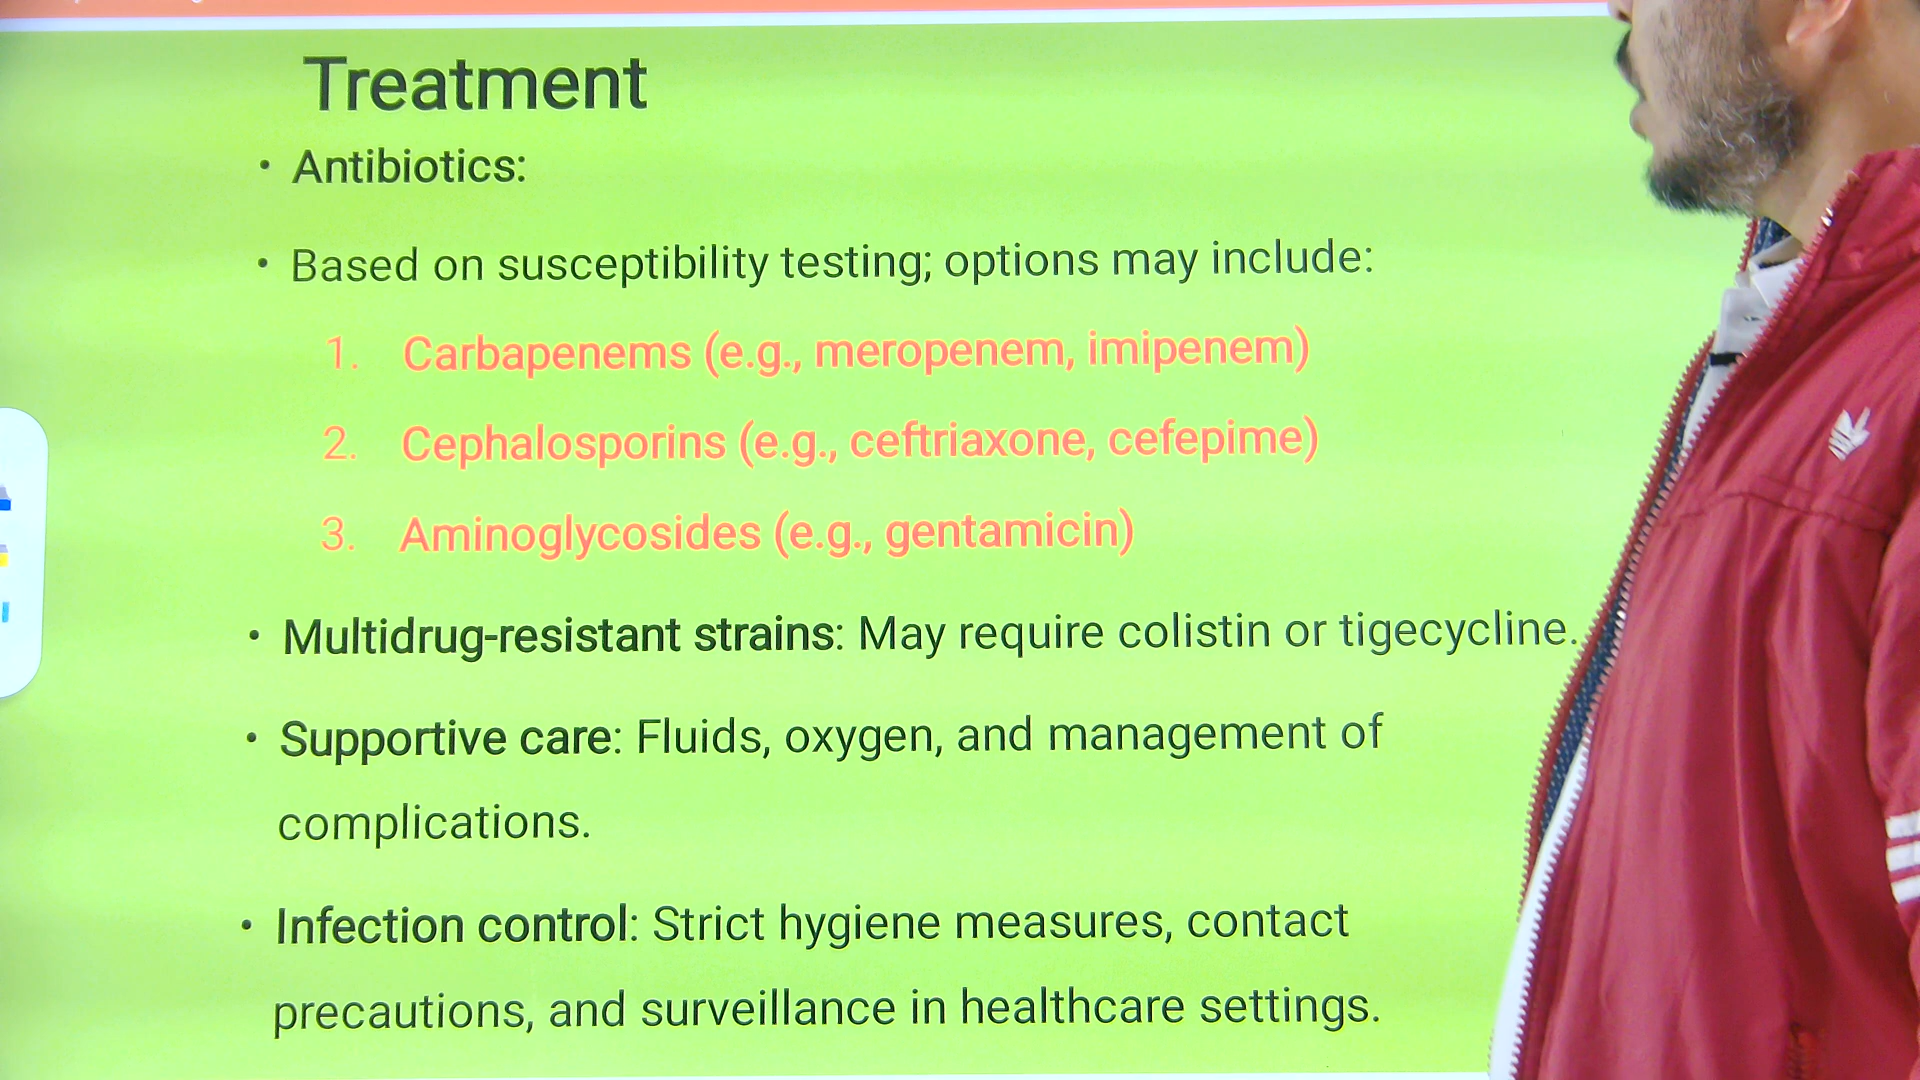 Treatment
• Antibiotics:
• Based on susceptibility testing; options may include:
1. Carbapenems (e.g., meropenem, imipenem)
2. Cephalosporins (e.g., ceftriaxone, cefepime)
3. Aminoglycosides (e.g., gentamicin)
• Multidrug-resistant strains: May require colistin or tigecycline.
• Supportive care: Fluids, oxygen, and management of
complications.
• Infection control: Strict hygiene measures, contact
precautions, and surveillance in healthcare settings.